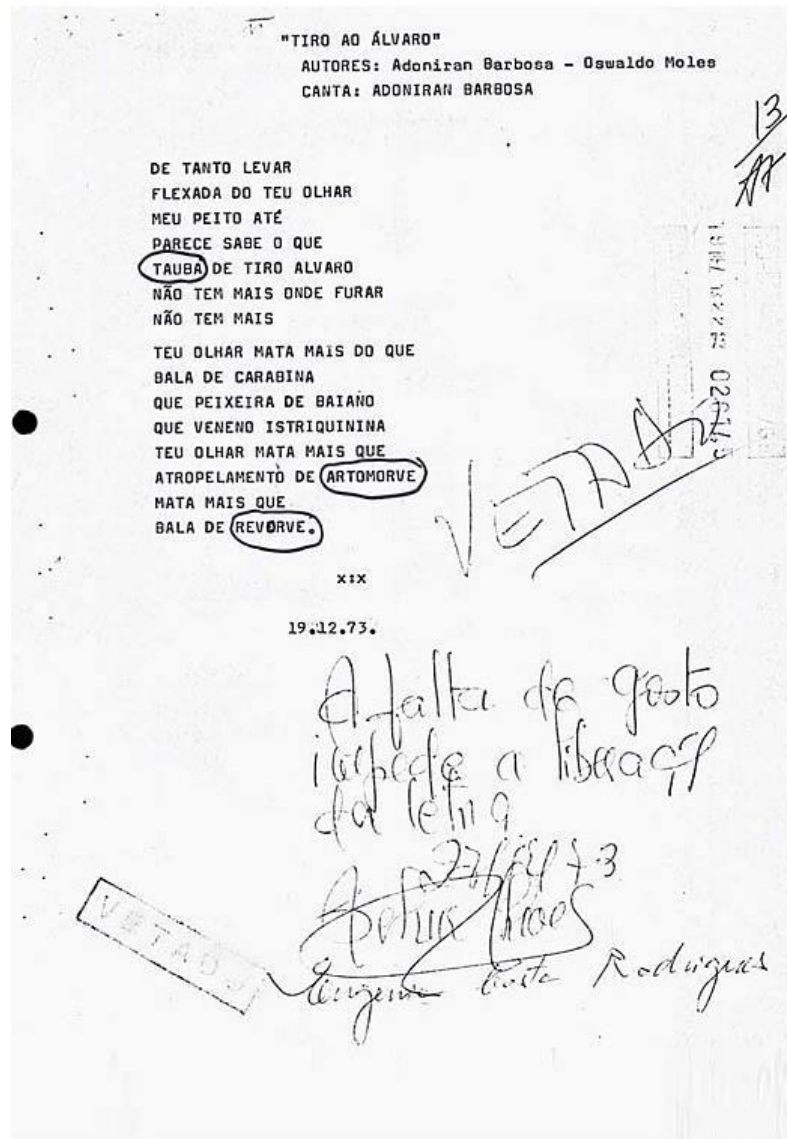 "TIRO AO ÁLVARO"
AUTORES: Adoniran Barbosa - Oswaldo Moles
CANTA: ADONIRAN BARBOSA
13
DE TANTO LEVAR
FLEXADA DO TEU OLHAR
MEU PEITO ATÉ
PARECE SABE O QUE
TAUBA DE TIRO ALVARO
NÃO TEM MAIS ONDE FURAR
NÃO TEM MAIS
TEU OLHAR MATA MAIS DO QUE
BALA DE CARABINA
QUE PEIXEIRA DE BAIANO
QUE VENENO ISTRIQUININA
TEU OLHAR MATA MAIS QUE
ATROPELAMENTO DE ARTOMORVE
MATA MAIS QUE
BALA DE REVORVE.
VETADO
x:x
19.12.73.
A falta de gosto
impede a liberação
da letra
VETADO
Eugenia Costa Rodrigues